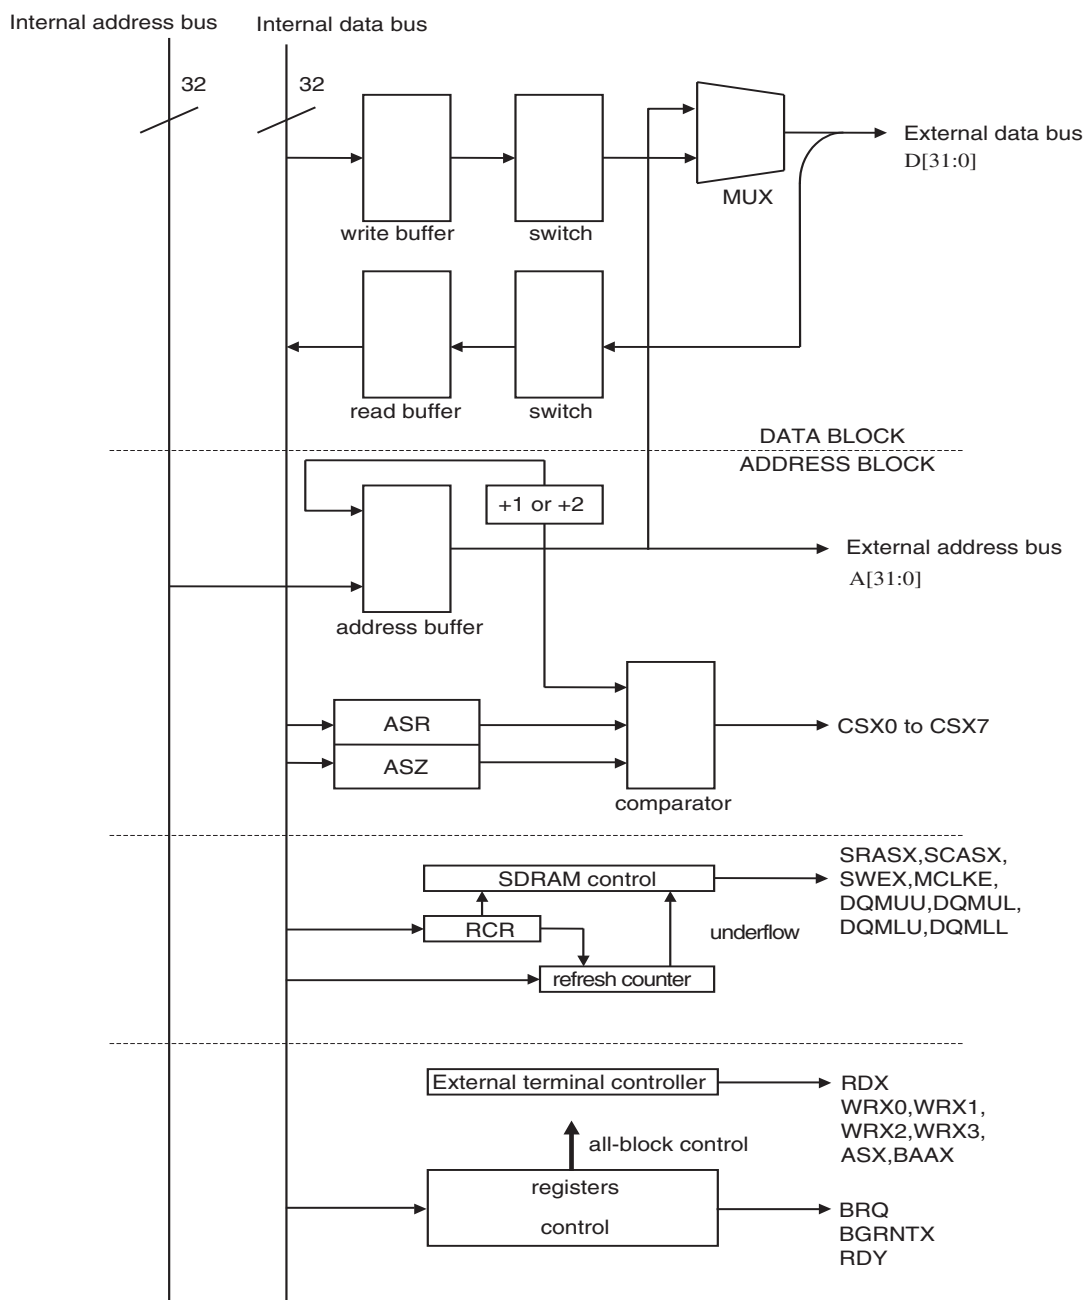 Internal address bus
Internal data bus
32
32
External data bus
D[31:0]
MUX
write buffer
switch
read buffer
switch
DATA BLOCK
ADDRESS BLOCK
+1 or +2
External address bus
A[31:0]
address buffer
ASR
ASZ
CSX0 to CSX7
comparator
SDRAM control
SRASX,SCASX,
SWEX,MCLKE,
DQMUU,DQMUL,
DQMLU,DQMLL
RCR
underflow
refresh counter
External terminal controller
RDX
WRX0,WRX1,
WRX2,WRX3,
ASX,BAAX
all-block control
registers
control
BRQ
BGRNTX
RDY